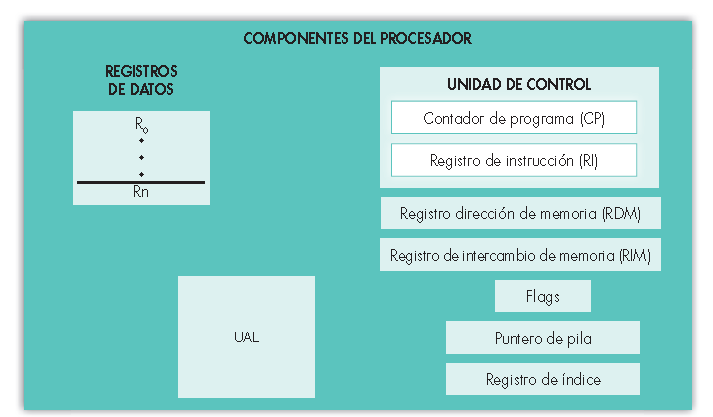 COMPONENTES DEL PROCESADOR
REGISTROS
DE DATOS
Ro
Rn
UNIDAD DE CONTROL
Contador de programa (CP)
Registro de instrucción (RI)
Registro dirección de memoria (RDM)
Registro de intercambio de memoria (RIM)
Flags
UAL
Puntero de pila
Registro de índice